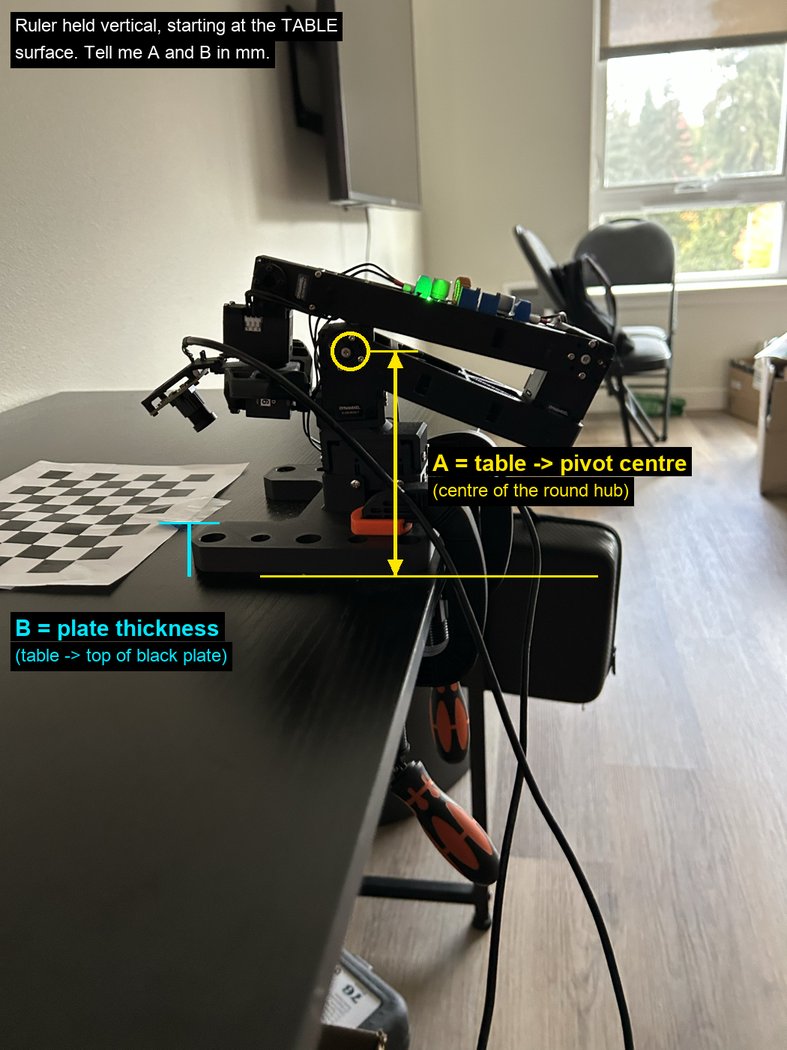 Ruler held vertical, starting at the TABLE
surface. Tell me A and B in mm.
A = table -> pivot centre
(centre of the round hub)
B = plate thickness
(table -> top of black plate)